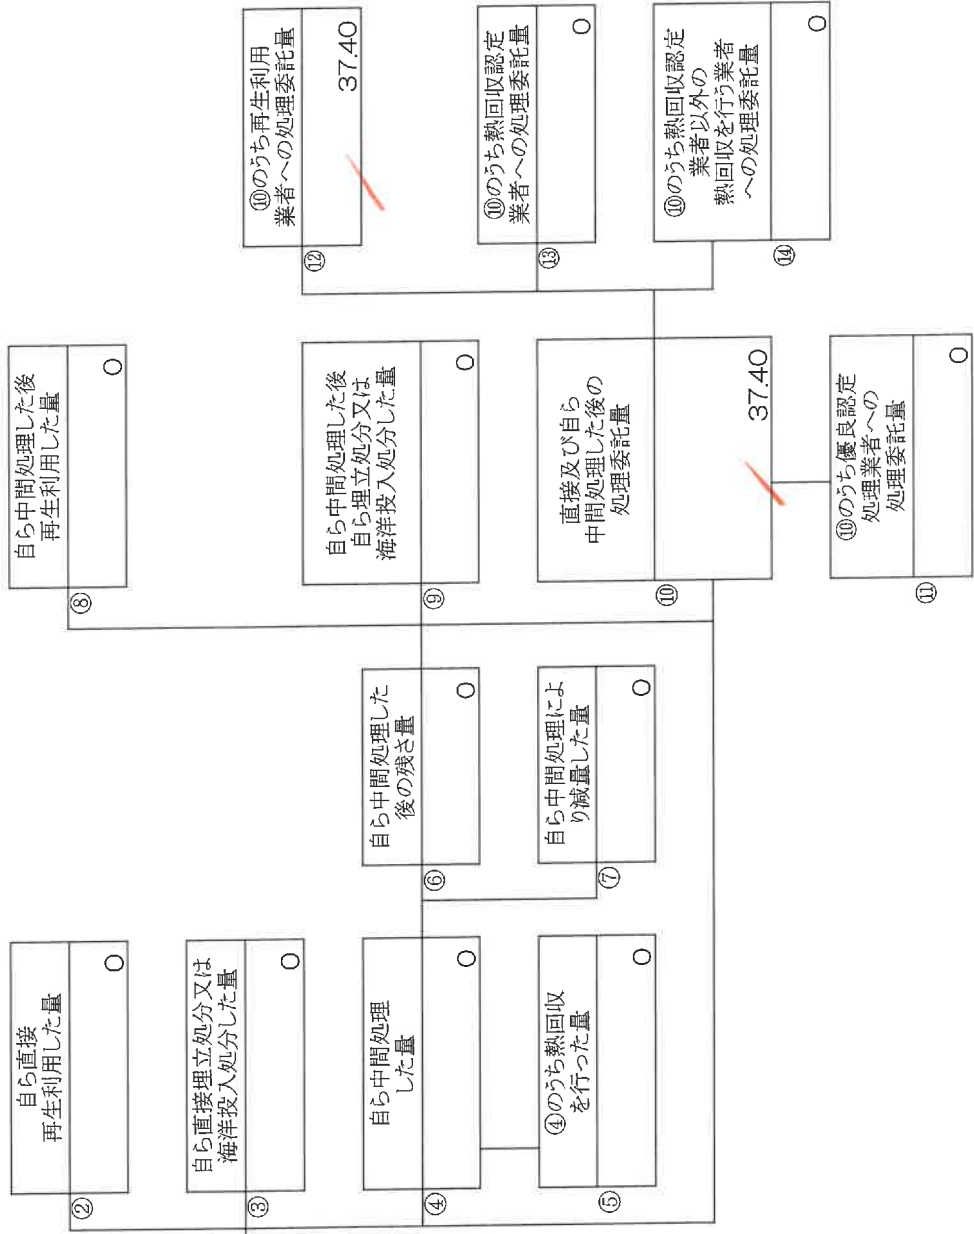 ②
自ら直接
再生利用した量
0
③
自ら直接埋立処分又は
海洋投入処分した量
0
④
自ら中間処理
した量
0
⑤
④のうち熱回収
を行った量
0
⑥
自ら中間処理した
後の残さ量
0
⑦
自ら中間処理によ
り減量した量
0
⑧
自ら中間処理した後
再生利用した量
0
⑨
自ら中間処理した後
自ら埋立処分又は
海洋投入処分した量
0
⑩
直接及び自ら
中間処理した後の
処理委託量
37.40
⑪
⑩のうち優良認定
処理業者への
処理委託量
0
⑫
⑩のうち再生利用
業者への処理委託量
37.40
⑬
⑩のうち熱回収認定
業者への処理委託量
0
⑭
⑩のうち熱回収認定
業者以外の
熱回収を行う業者
への処理委託量
0